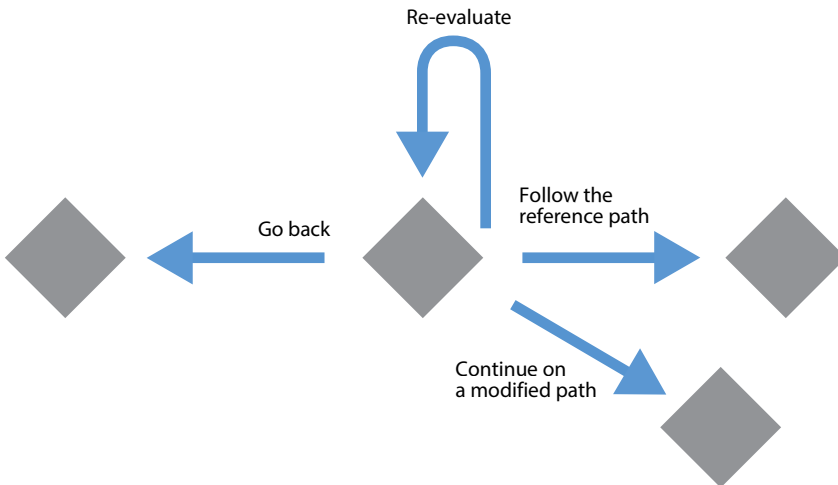 Re-evaluate
Follow the
reference path
Go back
Continue on
a modified path